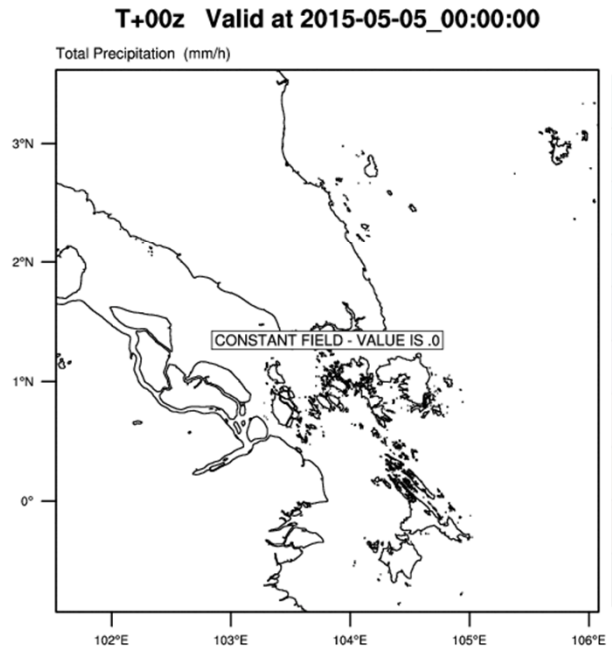 T+00z Valid at 2015-05-05_00:00:00
Total Precipitation (mm/h)
3°N
2°N
CONSTANT FIELD - VALUE IS .0
1°N
0°
102°E 103°E 104°E 105°E 106°E